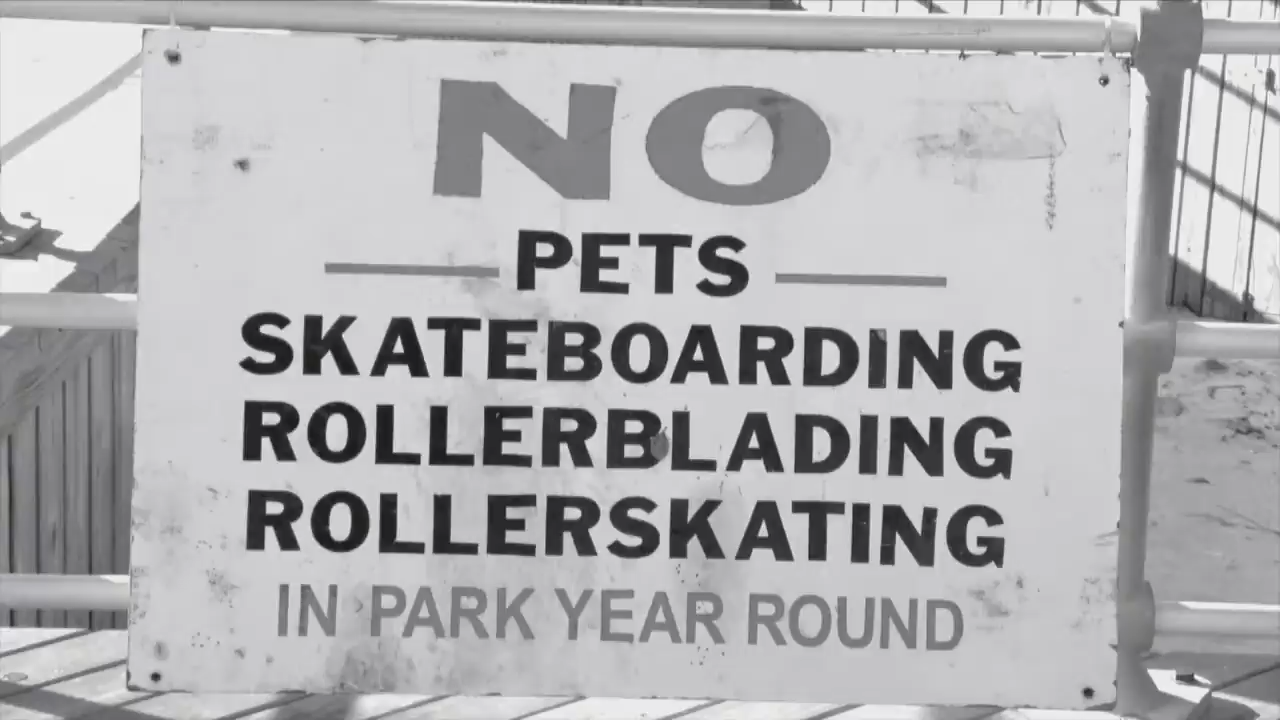 NO
PETS
SKATEBOARDING
ROLLERBLADING
ROLLERSKATING
IN PARK YEAR ROUND